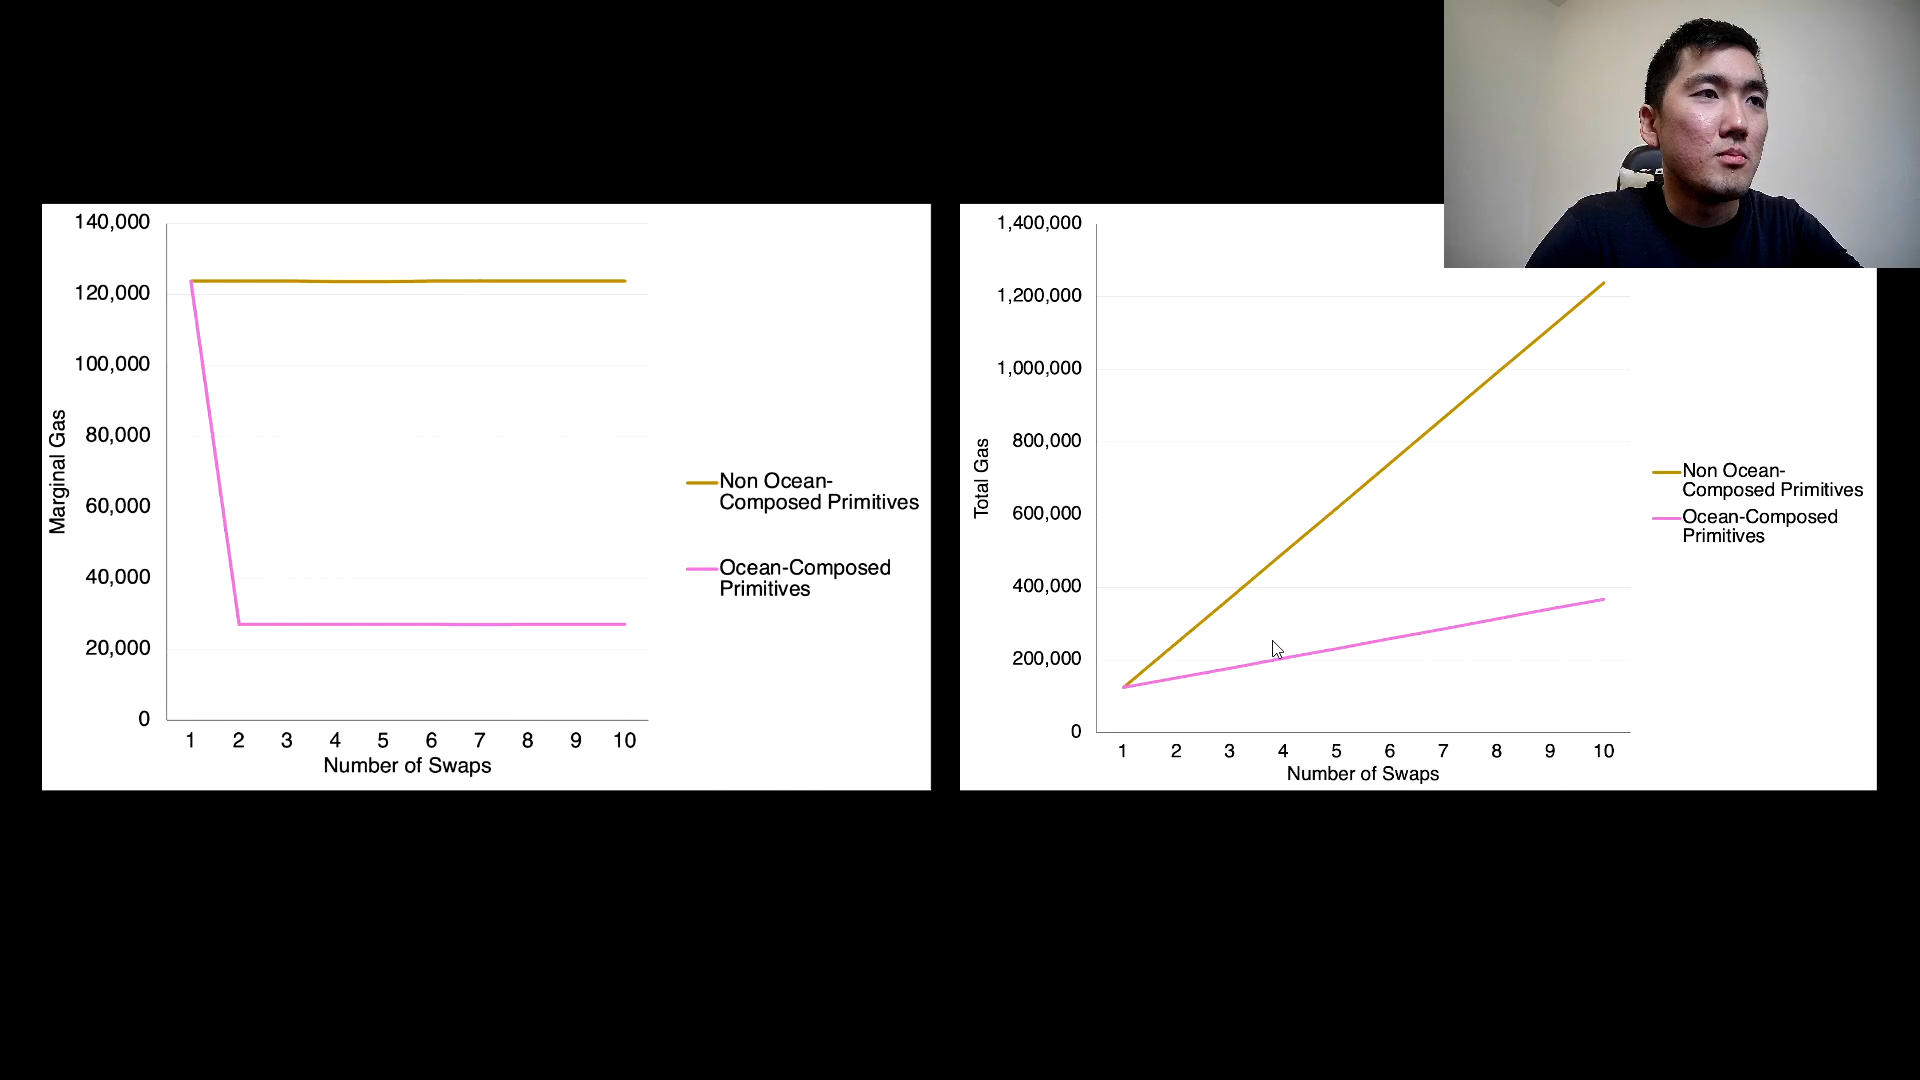 140,000
120,000
100,000
80,000
60,000
40,000
20,000
0
Marginal Gas
1 2 3 4 5 6 7 8 9 10
Number of Swaps
Non Ocean-
Composed Primitives
Ocean-Composed
Primitives
1,400,000
1,200,000
1,000,000
800,000
600,000
400,000
200,000
0
Total Gas
1 2 3 4 5 6 7 8 9 10
Number of Swaps
Non Ocean-
Composed Primitives
Ocean-Composed
Primitives